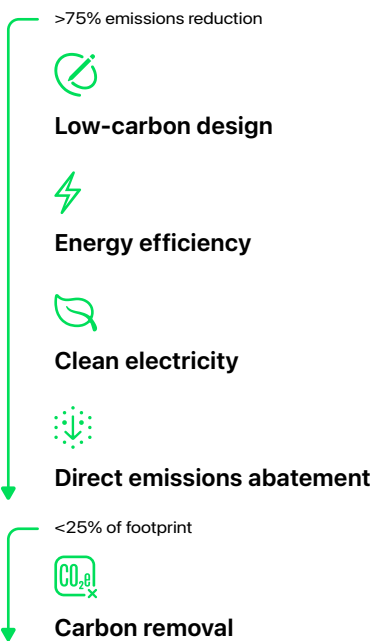 >75% emissions reduction
Low-carbon design
Energy efficiency
Clean electricity
Direct emissions abatement
<25% of footprint
CO₂e
Carbon removal